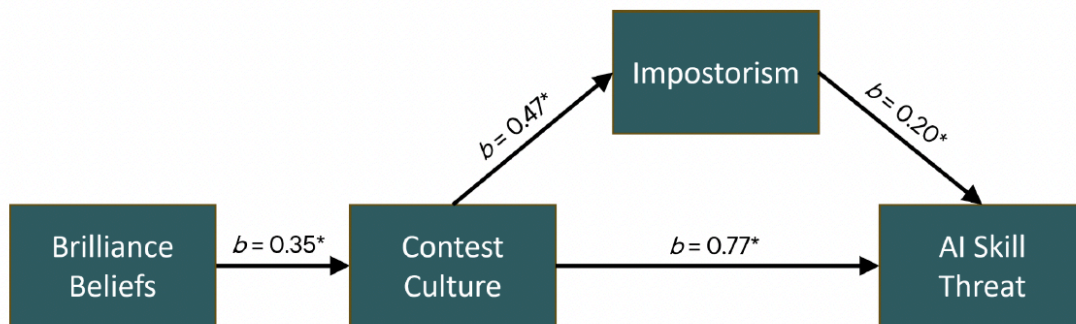 Impostorism
b = 0.47*
b = 0.20*
Brilliance
Beliefs
b = 0.35*
Contest
Culture
b = 0.77*
AI Skill
Threat